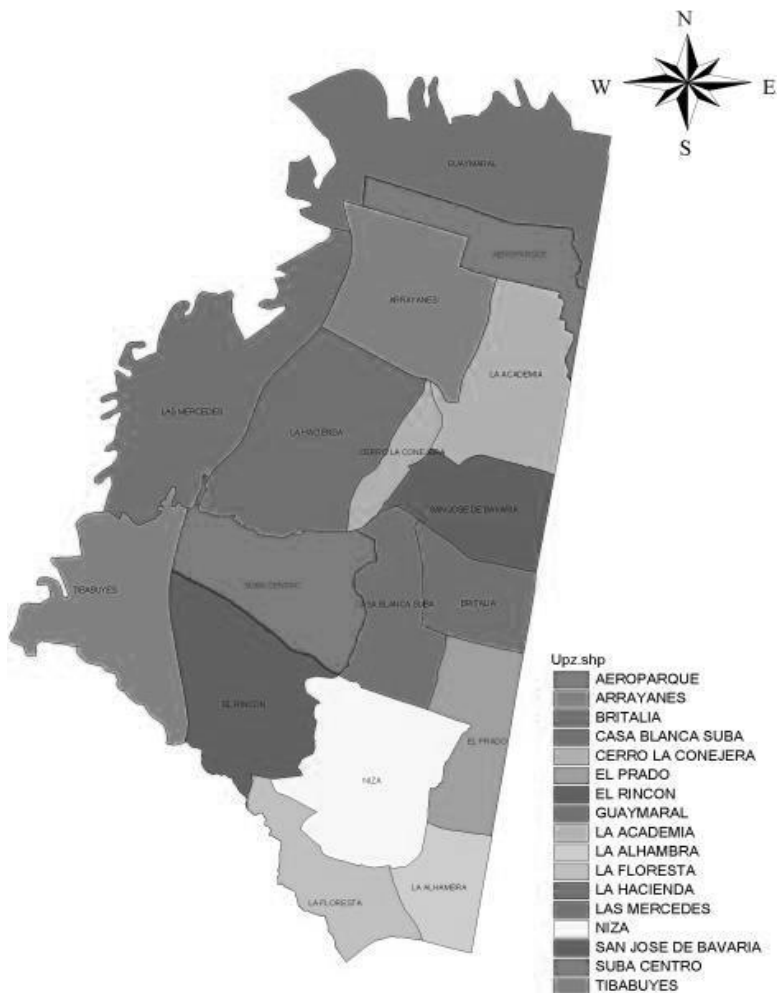 N
W E
S
GUAYMARAL
AEROPARQUE
ARRAYANES
LA ACADEMIA
LAS MERCEDES
LA HACIENDA
CERRO LA CONEJERA
SAN JOSE DE BAVARIA
TIBABUYES
SUBA CENTRO
CASA BLANCA SUBA
BRITALIA
EL RINCON
EL PRADO
NIZA
LA ALHAMBRA
LA FLORESTA
Upz.shp
AEROPARQUE
ARRAYANES
BRITALIA
CASA BLANCA SUBA
CERRO LA CONEJERA
EL PRADO
EL RINCON
GUAYMARAL
LA ACADEMIA
LA ALHAMBRA
LA FLORESTA
LA HACIENDA
LAS MERCEDES
NIZA
SAN JOSE DE BAVARIA
SUBA CENTRO
TIBABUYES